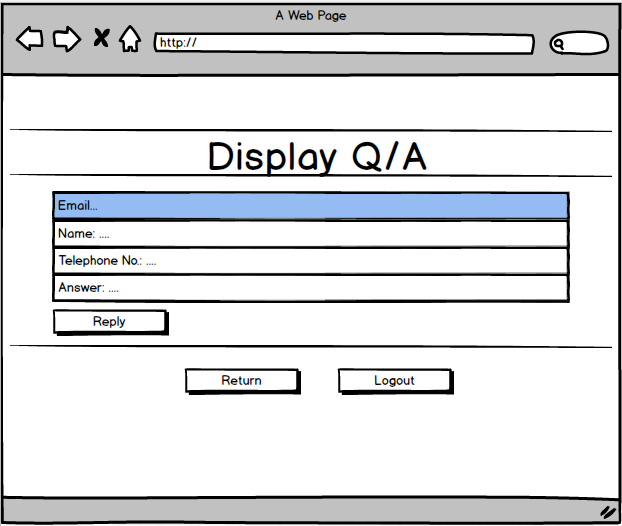 A Web Page
http://
Display Q/A
Email...
Name: ....
Telephone No.: ....
Answer: ....
Reply
Return
Logout